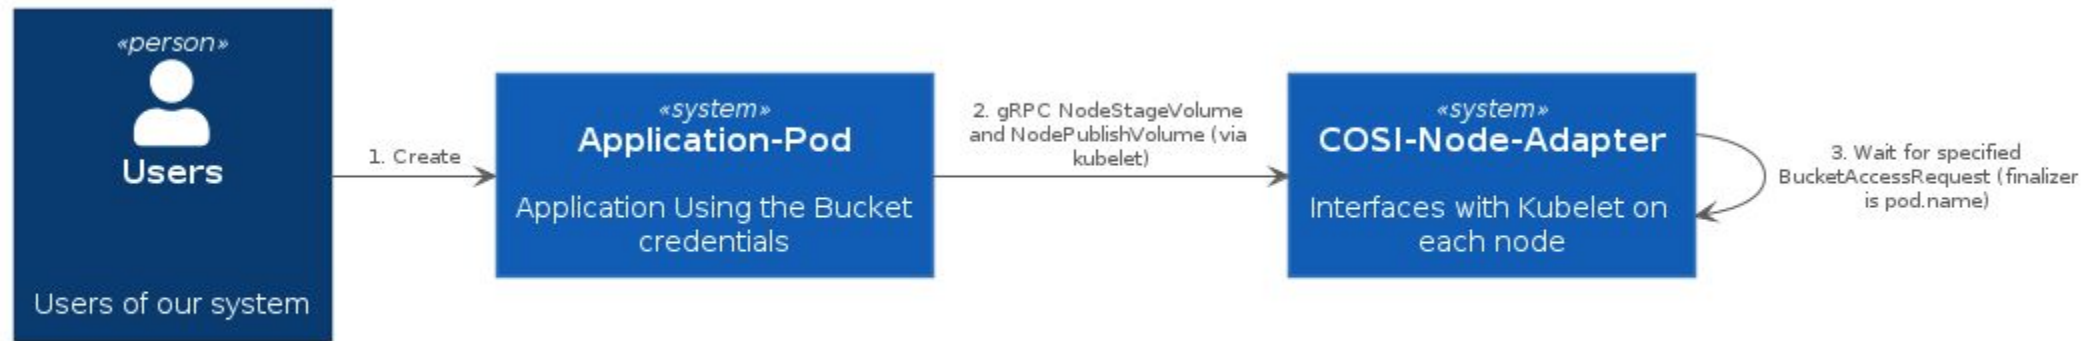 «person»
Users
Users of our system
1. Create
«system»
Application-Pod
Application Using the Bucket
credentials
2. gRPC NodeStageVolume
and NodePublishVolume (via
kubelet)
«system»
COSI-Node-Adapter
Interfaces with Kubelet on
each node
3. Wait for specified
BucketAccessRequest (finalizer
is pod.name)